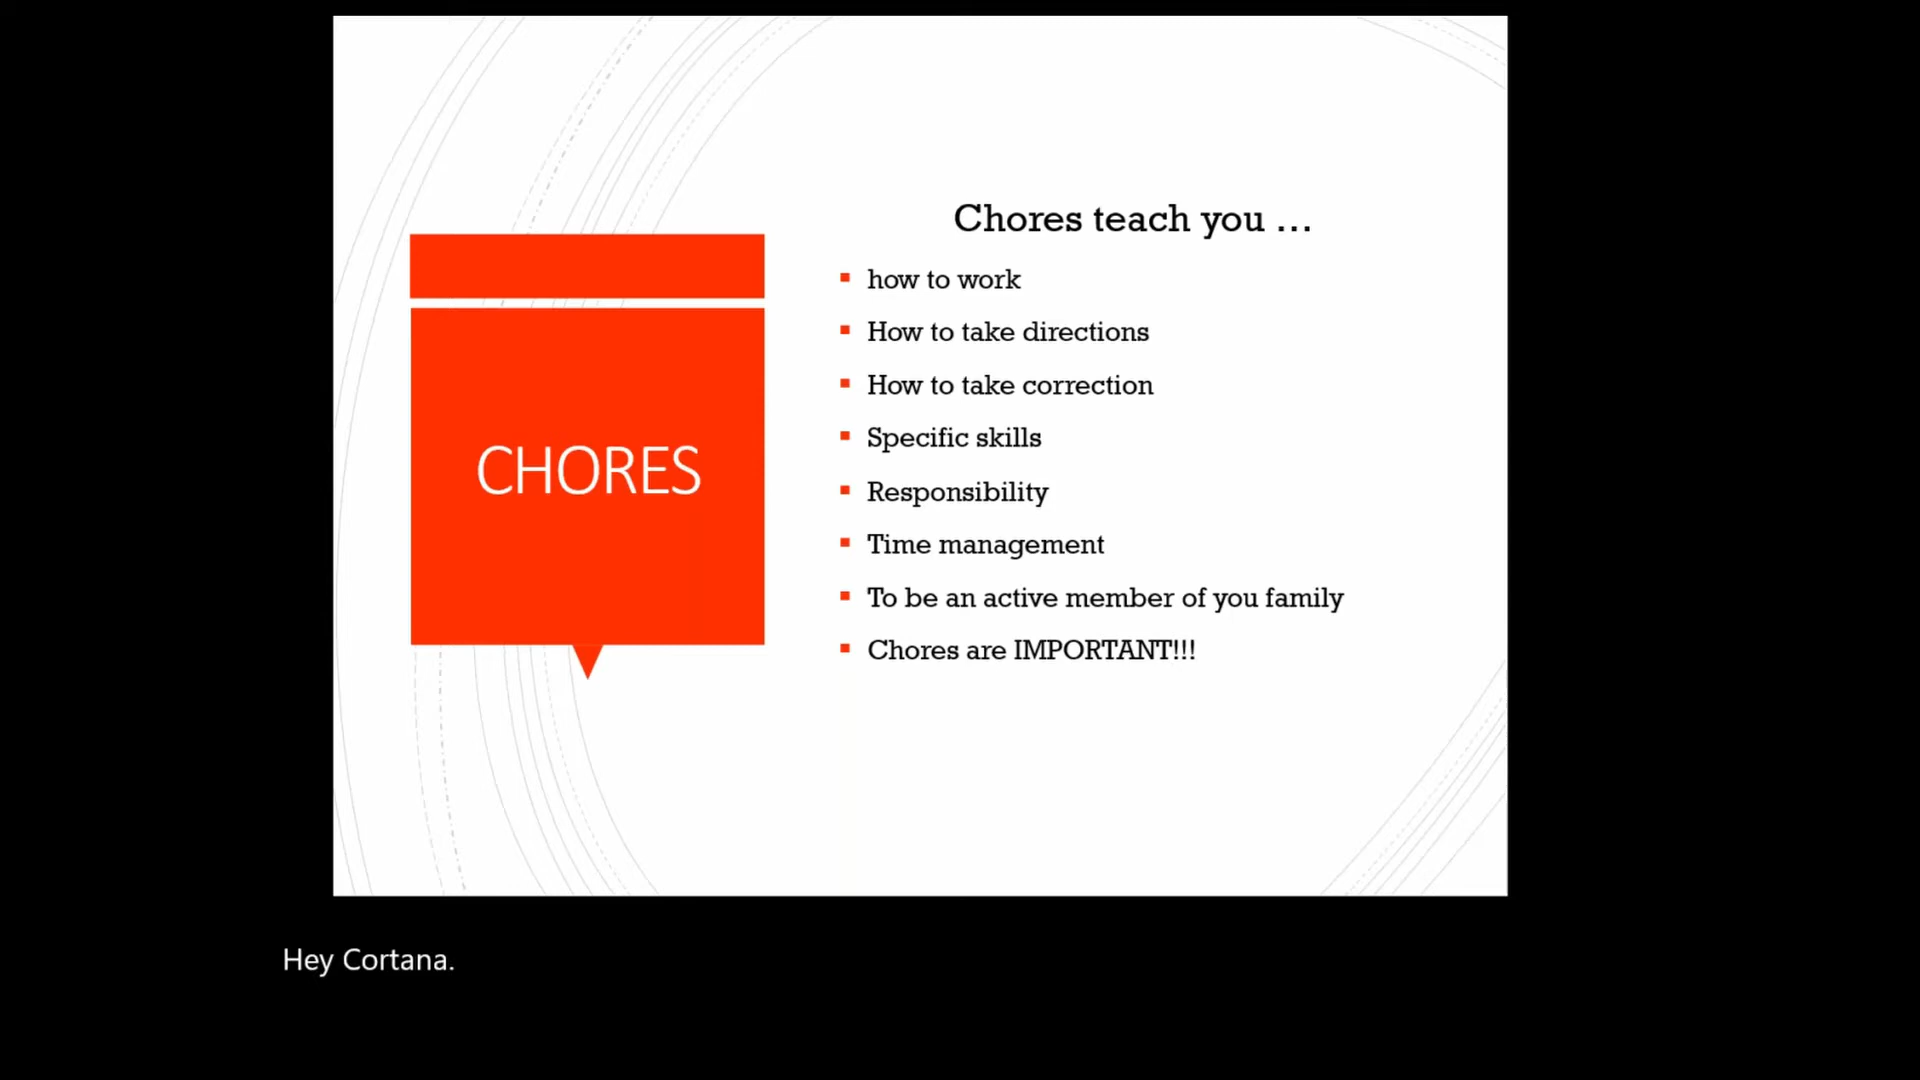 CHORES
Chores teach you ...
how to work
How to take directions
How to take correction
Specific skills
Responsibility
Time management
To be an active member of you family
Chores are IMPORTANT!!!
Hey Cortana.